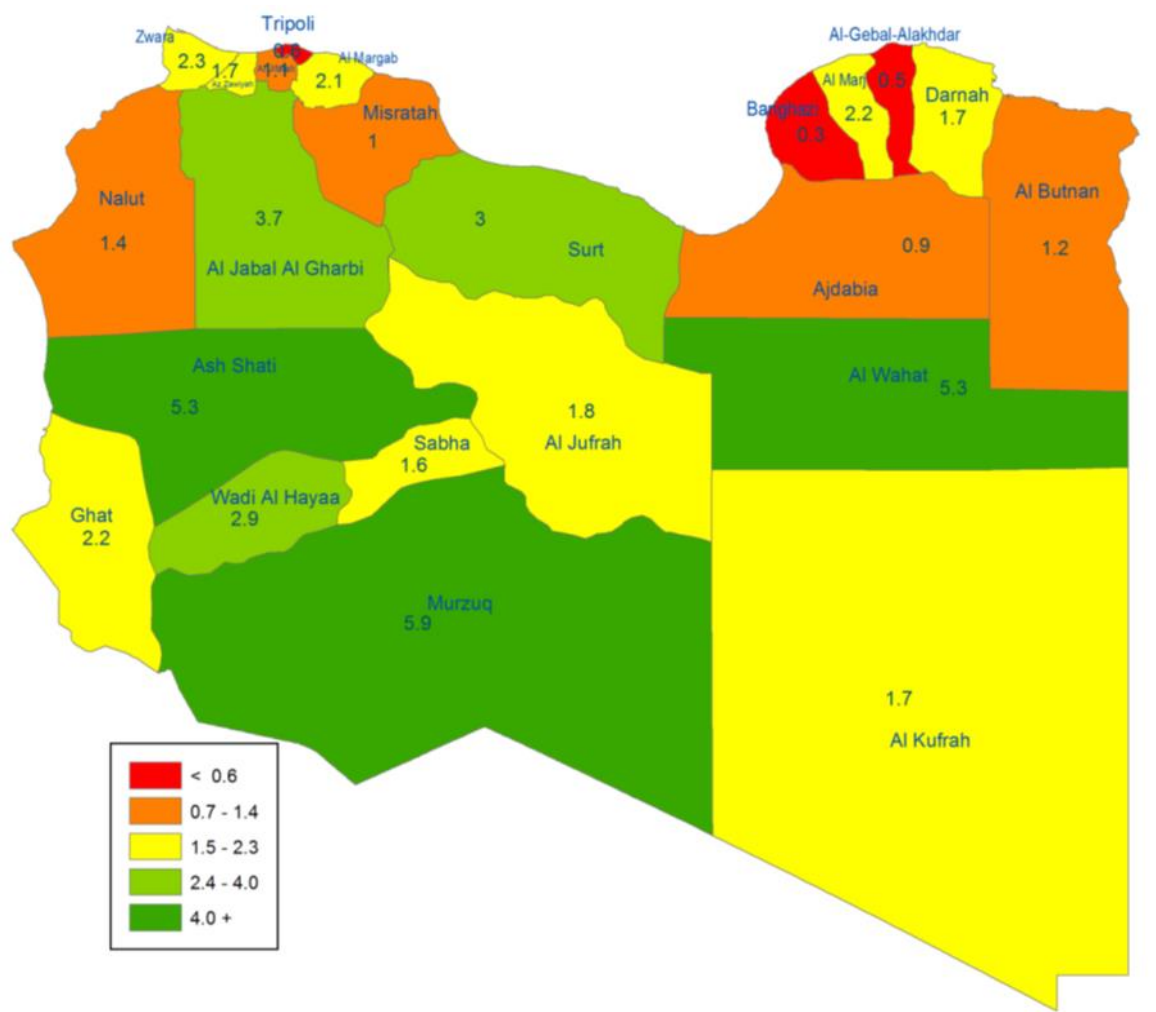 Tripoli
Zwara
2.3
1.7
Az Zawiyah
1.1
Al Margab
2.1
Misratah
1
Al-Gebal-Alakhdar
0.5
Al Marj
2.2
Banghazi
0.3
Darnah
1.7
Nalut
1.4
3.7
Al Jabal Al Gharbi
3
Surt
0.9
Ajdabia
Al Butnan
1.2
Ash Shati
5.3
Al Wahat 5.3
1.8
Al Jufrah
Sabha
1.6
Wadi Al Hayaa
2.9
Ghat
2.2
Murzuq
5.9
1.7
Al Kufrah
< 0.6
0.7 - 1.4
1.5 - 2.3
2.4 - 4.0
4.0 +